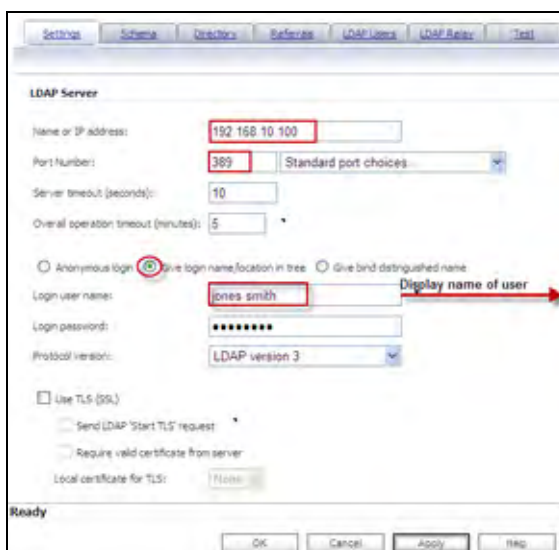 Settings Schema Directory Referrals LDAP Users LDAP Relay Test
LDAP Server
Name or IP address: 192.168.10.100
Port Number: 389 Standard port choices
Server timeout (seconds): 10
Overall operation timeout (minutes): 5
Anonymous login Give login name/location in tree Give bind distinguished name
Login user name: jones smith Display name of user
Login password: ••••••••
Protocol version: LDAP version 3
Use TLS (SSL)
Send LDAP 'Start TLS' request
Require valid certificate from server
Local certificate for TLS: None
Ready
OK Cancel Apply Help